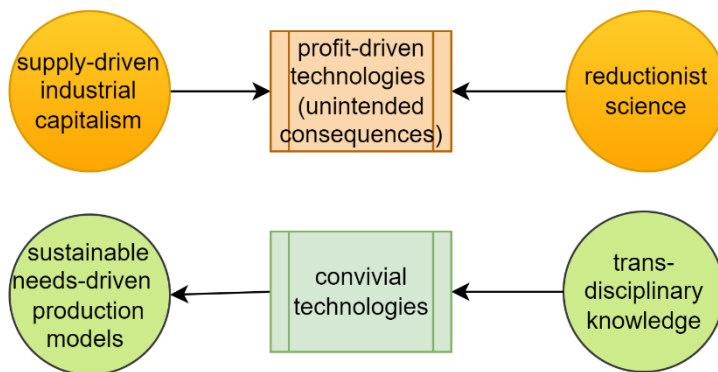 supply-driven
industrial
capitalism
profit-driven
technologies
(unintended
consequences)
reductionist
science
sustainable
needs-driven
production
models
convivial
technologies
trans-
disciplinary
knowledge